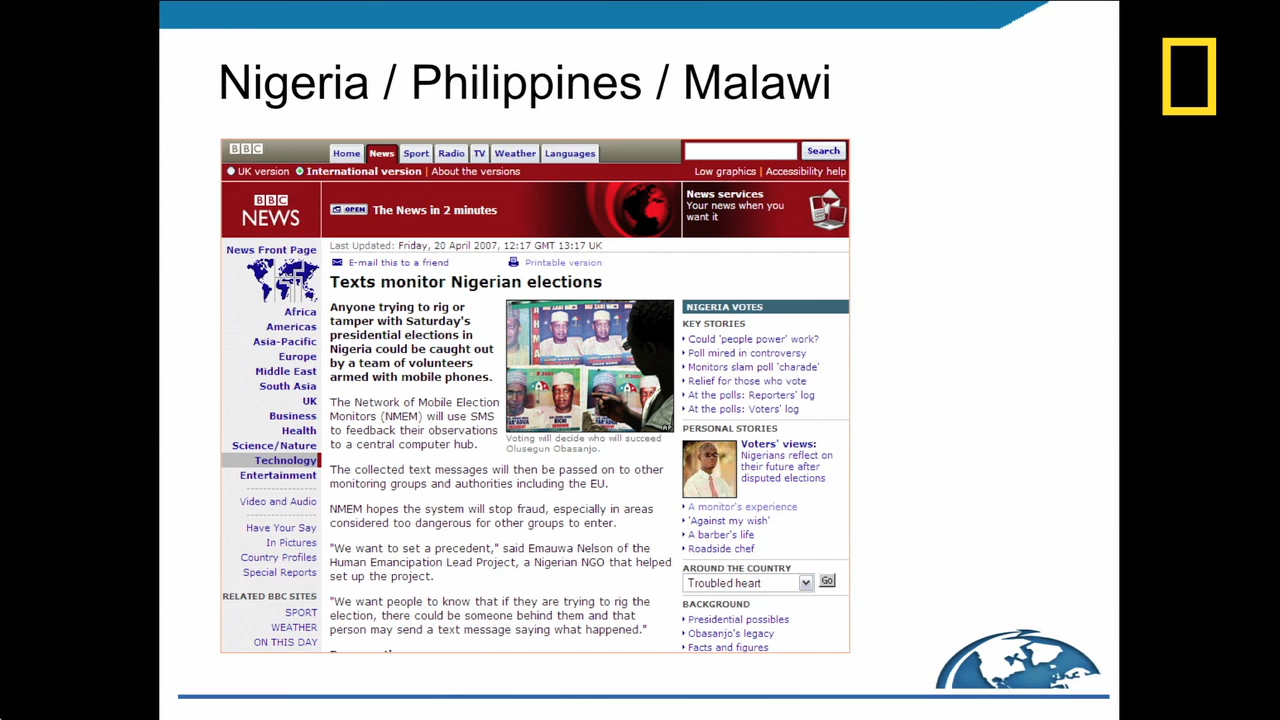 Nigeria / Philippines / Malawi
BBC
Home News Sport Radio TV Weather Languages
Search
UK version International version | About the versions
Low graphics | Accessibility help
BBC
NEWS
OPEN The News in 2 minutes
News services
Your news when you
want it
News Front Page
Africa
Americas
Asia-Pacific
Europe
Middle East
South Asia
UK
Business
Health
Science/Nature
Technology
Entertainment
Video and Audio
Have Your Say
In Pictures
Country Profiles
Special Reports
RELATED BBC SITES
SPORT
WEATHER
ON THIS DAY
Last Updated: Friday, 20 April 2007, 12:17 GMT 13:17 UK
E-mail this to a friend
Printable version
Texts monitor Nigerian elections
Anyone trying to rig or
tamper with Saturday's
presidential elections in
Nigeria could be caught out
by a team of volunteers
armed with mobile phones.
The Network of Mobile Election
Monitors (NMEM) will use SMS
to feedback their observations
to a central computer hub.
AP
Voting will decide who will succeed
Olusegun Obasanjo.
The collected text messages will then be passed on to other
monitoring groups and authorities including the EU.
NMEM hopes the system will stop fraud, especially in areas
considered too dangerous for other groups to enter.
"We want to set a precedent," said Emauwa Nelson of the
Human Emancipation Lead Project, a Nigerian NGO that helped
set up the project.
"We want people to know that if they are trying to rig the
election, there could be someone behind them and that
person may send a text message saying what happened."
NIGERIA VOTES
KEY STORIES
Could 'people power' work?
Poll mired in controversy
Monitors slam poll 'charade'
Relief for those who vote
At the polls: Reporters' log
At the polls: Voters' log
PERSONAL STORIES
Voters' views:
Nigerians reflect on
their future after
disputed elections
A monitor's experience
'Against my wish'
A barber's life
Roadside chef
AROUND THE COUNTRY
Troubled heart
Go
BACKGROUND
Presidential possibles
Obasanjo's legacy
Facts and figures